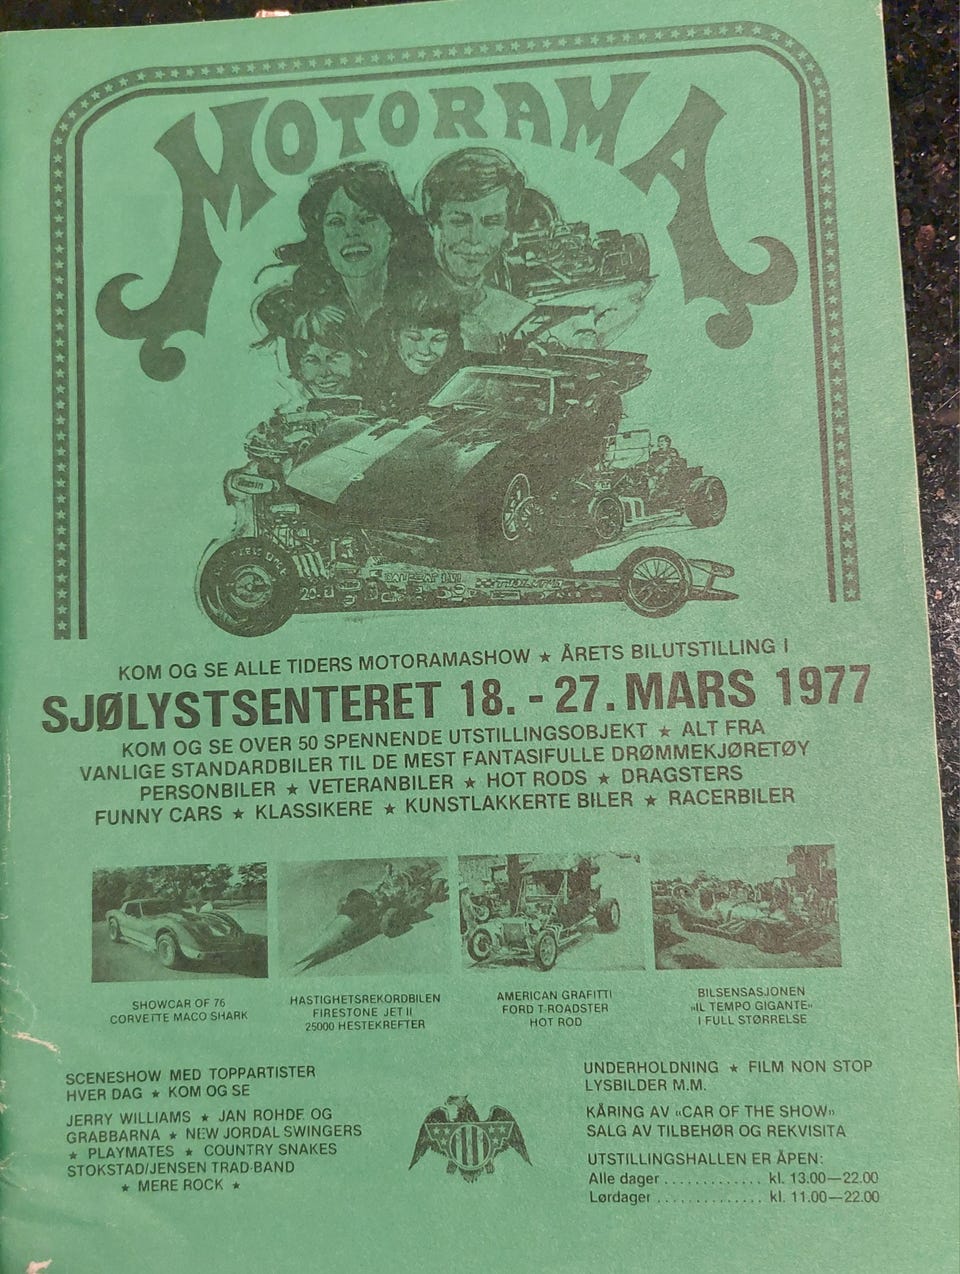 MOTORAMA
KOM OG SE ALLE TIDERS MOTORAMASHOW ★ ÅRETS BILUTSTILLING I
SJØLYSTSENTERET 18. - 27. MARS 1977
KOM OG SE OVER 50 SPENNENDE UTSTILLINGSOBJEKT ★ ALT FRA
VANLIGE STANDARDBILER TIL DE MEST FANTASIFULLE DRØMMEKJØRETØY
PERSONBILER ★ VETERANBILER ★ HOT RODS ★ DRAGSTERS
FUNNY CARS ★ KLASSIKERE ★ KUNSTLAKKERTE BILER ★ RACERBILER
SHOWCAR OF 76
CORVETTE MACO SHARK
HASTIGHETSREKORDBILEN
FIRESTONE JET II
25000 HESTEKREFTER
AMERICAN GRAFITTI
FORD T-ROADSTER
HOT ROD
BILSENSASJONEN
«IL TEMPO GIGANTE»
I FULL STØRRELSE
SCENESHOW MED TOPPARTISTER
HVER DAG ★ KOM OG SE
JERRY WILLIAMS ★ JAN ROHDE OG
GRABBARNA ★ NEW JORDAL SWINGERS
★ PLAYMATES ★ COUNTRY SNAKES
STOKSTAD/JENSEN TRAD.BAND
★ MERE ROCK ★
UNDERHOLDNING ★ FILM NON STOP
LYSBILDER M.M.
KÅRING AV «CAR OF THE SHOW»
SALG AV TILBEHØR OG REKVISITA
UTSTILLINGSHALLEN ER ÅPEN:
Alle dager ............ kl. 13.00—22.00
Lørdager ............. kl. 11.00—22.00